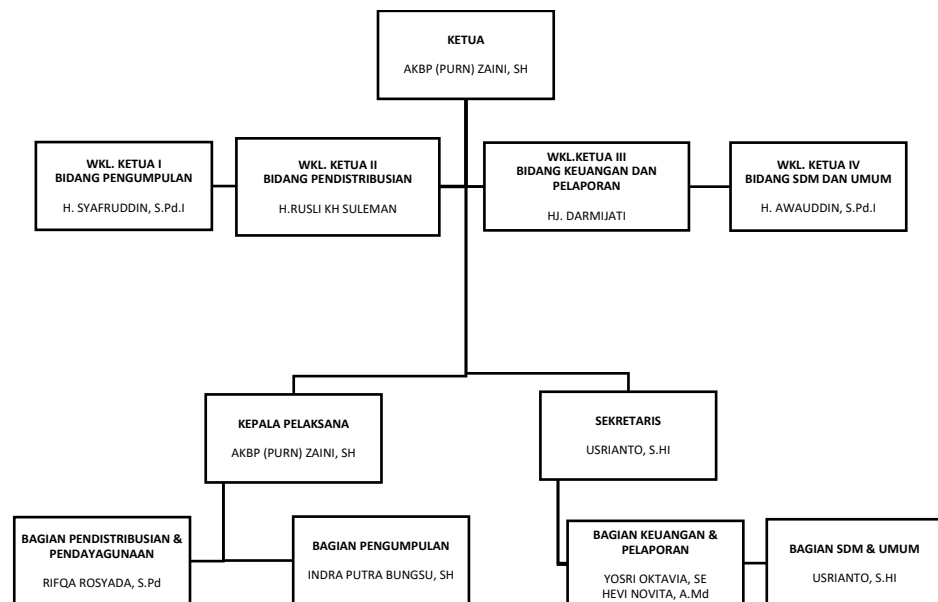 KETUA
AKBP (PURN) ZAINI, SH
WKL. KETUA I
BIDANG PENGUMPULAN
H. SYAFRUDDIN, S.Pd.I
WKL. KETUA II
BIDANG PENDISTRIBUSIAN
H.RUSLI KH SULEMAN
WKL.KETUA III
BIDANG KEUANGAN DAN
PELAPORAN
HJ. DARMIJATI
WKL. KETUA IV
BIDANG SDM DAN UMUM
H. AWAUDDIN, S.Pd.I
KEPALA PELAKSANA
AKBP (PURN) ZAINI, SH
SEKRETARIS
USRIANTO, S.HI
BAGIAN PENDISTRIBUSIAN &
PENDAYAGUNAAN
RIFQA ROSYADA, S.Pd
BAGIAN PENGUMPULAN
INDRA PUTRA BUNGSU, SH
BAGIAN KEUANGAN &
PELAPORAN
YOSRI OKTAVIA, SE
HEVI NOVITA, A.Md
BAGIAN SDM & UMUM
USRIANTO, S.HI